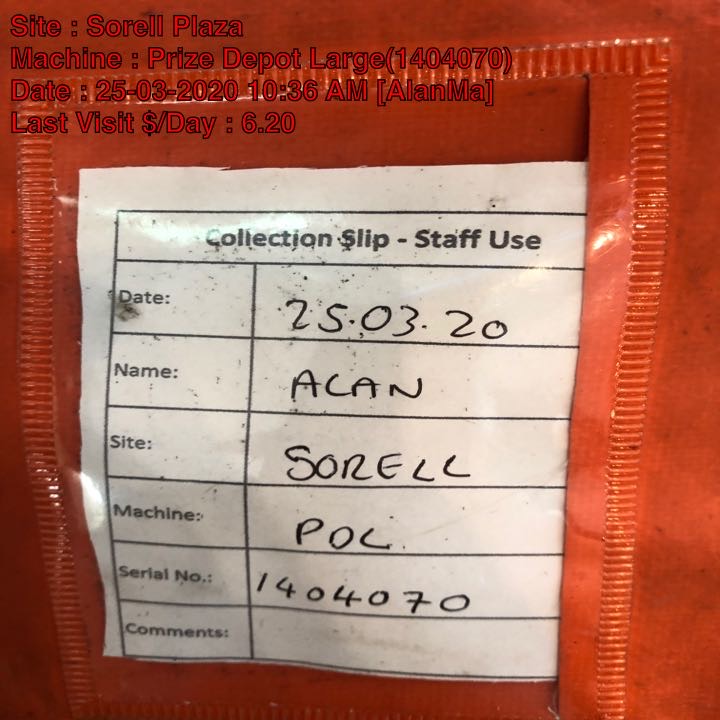 Site : Sorell Plaza
Machine : Prize Depot Large(1404070)
Date : 25-03-2020 10:36 AM [AlanMa]
Last Visit $/Day : 6.20
Collection Slip - Staff Use
Date: 25.03.20
Name: ALAN
Site: SORELL
Machine: PDL
Serial No.: 1404070
Comments: